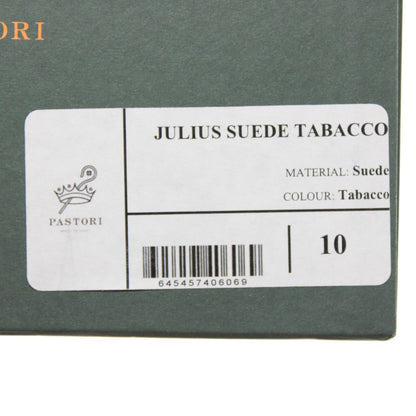 ORI
JULIUS SUEDE TABACCO
MATERIAL: Suede
COLOUR: Tabacco
PASTORI
10
645457406069